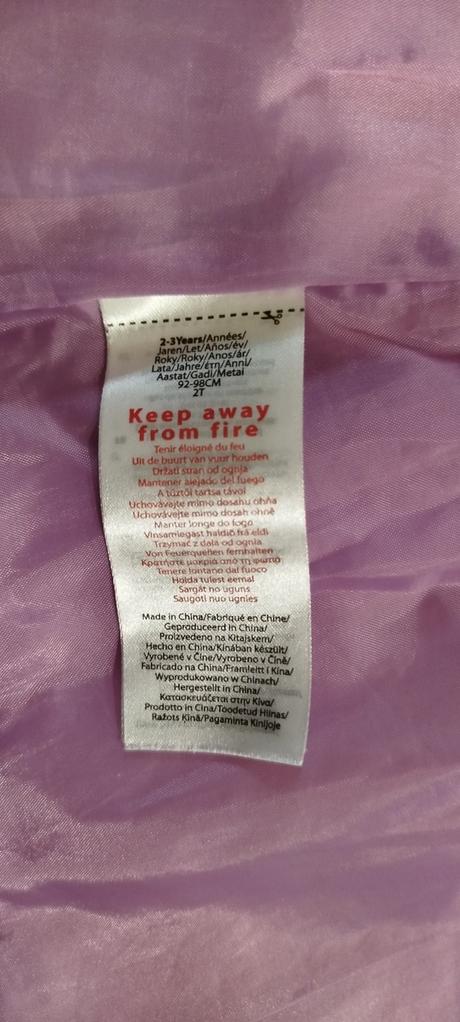 2-3Years/Années/
Jaren/Let/Años/év/
Roky/Roky/Anos/ár/
Lata/Jahre/έτη/Anni/
Aastat/Gadi/Metai
92-98CM
2T
Keep away
from fire
Tenir éloigné du feu
Uit de buurt van vuur houden
Držati stran od ognja
Mantener alejado del fuego
A tűztől tartsa távol
Uchovávajte mimo dosahu ohňa
Uchovávejte mimo dosah ohně
Manter longe do fogo
Vinsamlegast haldið frá eldi
Trzymać z dala od ognia
Von Feuerquellen fernhalten
Κρατήστε μακριά από τη φωτιά
Tenere lontano dal fuoco
Hoida tulest eemal
Sargāt no uguns
Saugoti nuo ugnies
Made in China/Fabriqué en Chine/
Geproduceerd in China/
Proizvedeno na Kitajskem/
Hecho en China/Kínában készült/
Vyrobené v Číne/Vyrobeno v Číně/
Fabricado na China/Framleitt í Kína/
Wyprodukowano w Chinach/
Hergestellt in China/
Κατασκευάζεται στην Κίνα/
Prodotto in Cina/Toodetud Hiinas/
Ražots Ķīnā/Pagaminta Kinijoje